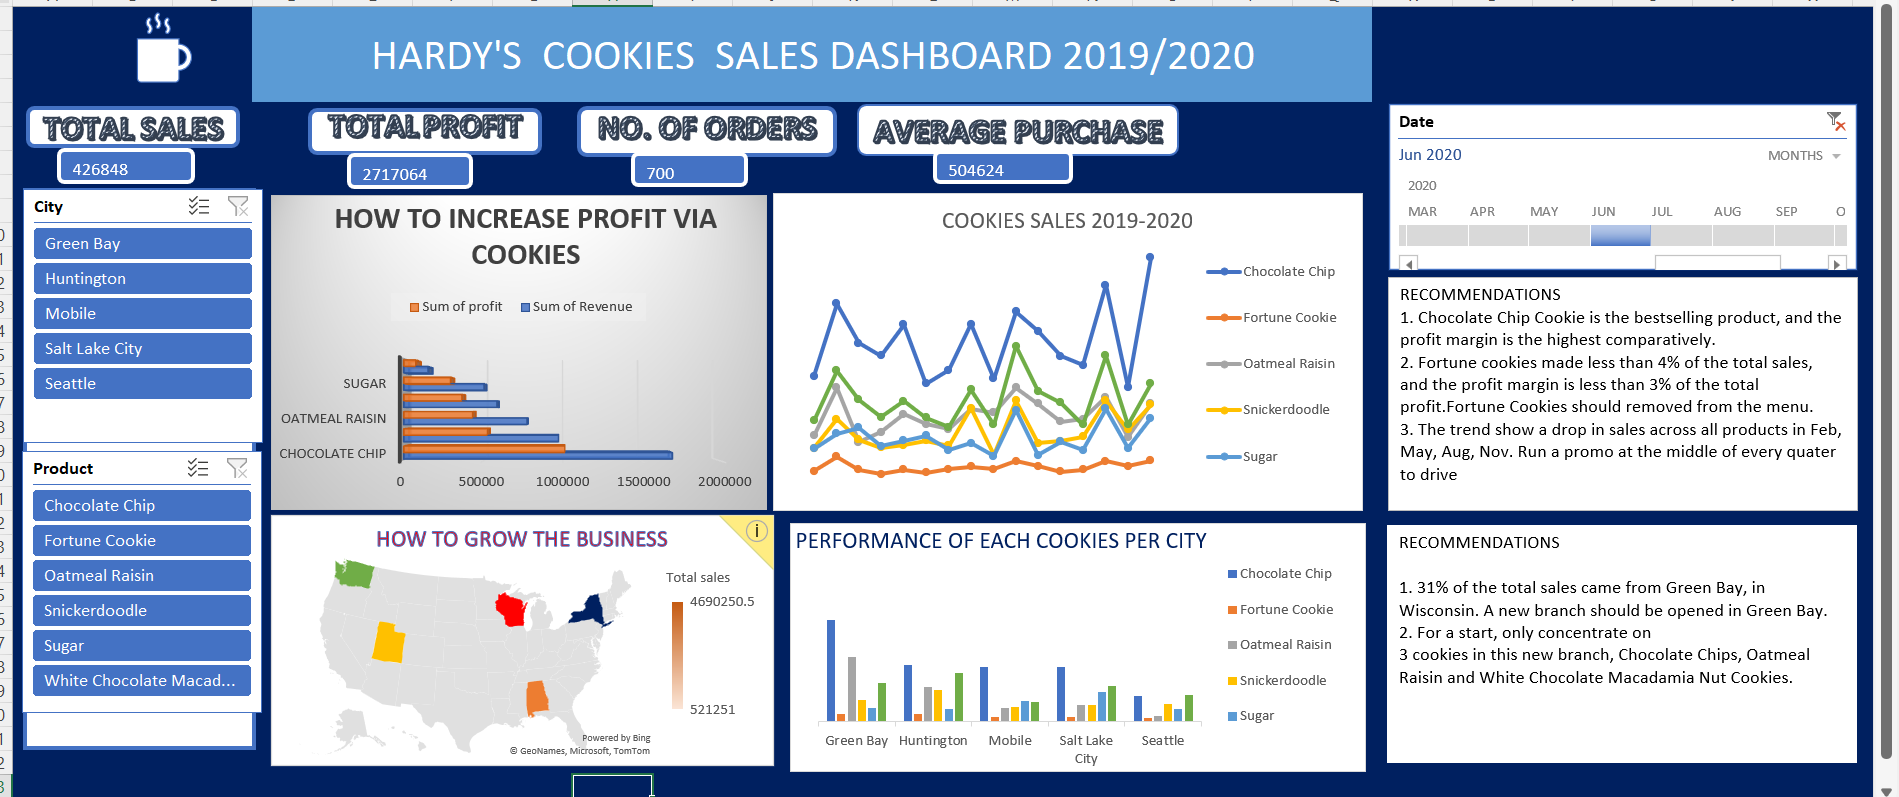 HARDY'S  COOKIES  SALES DASHBOARD 2019/2020
TOTAL SALES
426848
TOTAL PROFIT
2717064
NO. OF ORDERS
700
AVERAGE PURCHASE
504624
Date
Jun 2020
MONTHS
2020
MAR APR MAY JUN JUL AUG SEP O
City
Green Bay
Huntington
Mobile
Salt Lake City
Seattle
Product
Chocolate Chip
Fortune Cookie
Oatmeal Raisin
Snickerdoodle
Sugar
White Chocolate Macad...
HOW TO INCREASE PROFIT VIA
COOKIES
Sum of profit Sum of Revenue
SUGAR
OATMEAL RAISIN
CHOCOLATE CHIP
0 500000 1000000 1500000 2000000
COOKIES SALES 2019-2020
Chocolate Chip
Fortune Cookie
Oatmeal Raisin
Snickerdoodle
Sugar
RECOMMENDATIONS
1. Chocolate Chip Cookie is the bestselling product, and the
profit margin is the highest comparatively.
2. Fortune cookies made less than 4% of the total sales,
and the profit margin is less than 3% of the total
profit.Fortune Cookies should removed from the menu.
3. The trend show a drop in sales across all products in Feb,
May, Aug, Nov. Run a promo at the middle of every quater
to drive
HOW TO GROW THE BUSINESS
Total sales
4690250.5
521251
Powered by Bing
© GeoNames, Microsoft, TomTom
PERFORMANCE OF EACH COOKIES PER CITY
Chocolate Chip
Fortune Cookie
Oatmeal Raisin
Snickerdoodle
Sugar
Green Bay Huntington Mobile Salt Lake Seattle
City
RECOMMENDATIONS
1. 31% of the total sales came from Green Bay, in
Wisconsin. A new branch should be opened in Green Bay.
2. For a start, only concentrate on
3 cookies in this new branch, Chocolate Chips, Oatmeal
Raisin and White Chocolate Macadamia Nut Cookies.